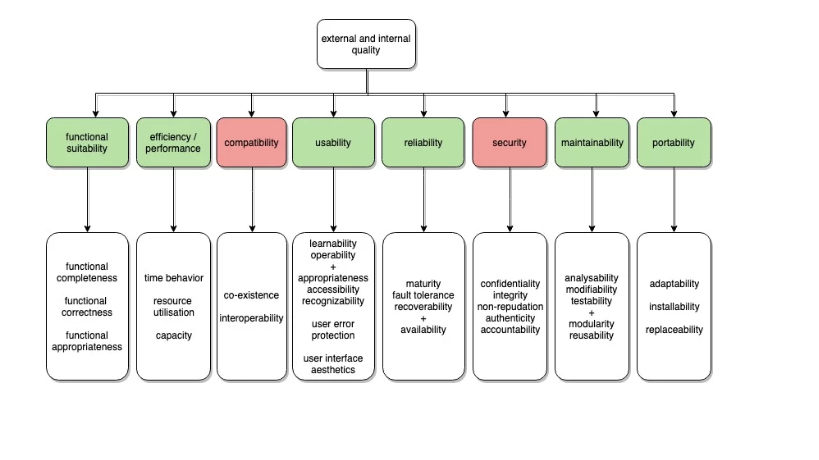 external and internal
quality
functional
suitability
efficiency /
performance
compatibility
usability
reliability
security
maintainability
portability
functional
completeness
functional
correctness
functional
appropriateness
time behavior
resource
utilisation
capacity
co-existence
interoperability
learnability
operability
+
appropriateness
accessibility
recognizability
user error
protection
user interface
aesthetics
maturity
fault tolerance
recoverability
+
availability
confidentiality
integrity
non-repudation
authenticity
accountability
analysability
modifiability
testability
+
modularity
reusability
adaptability
installability
replaceability